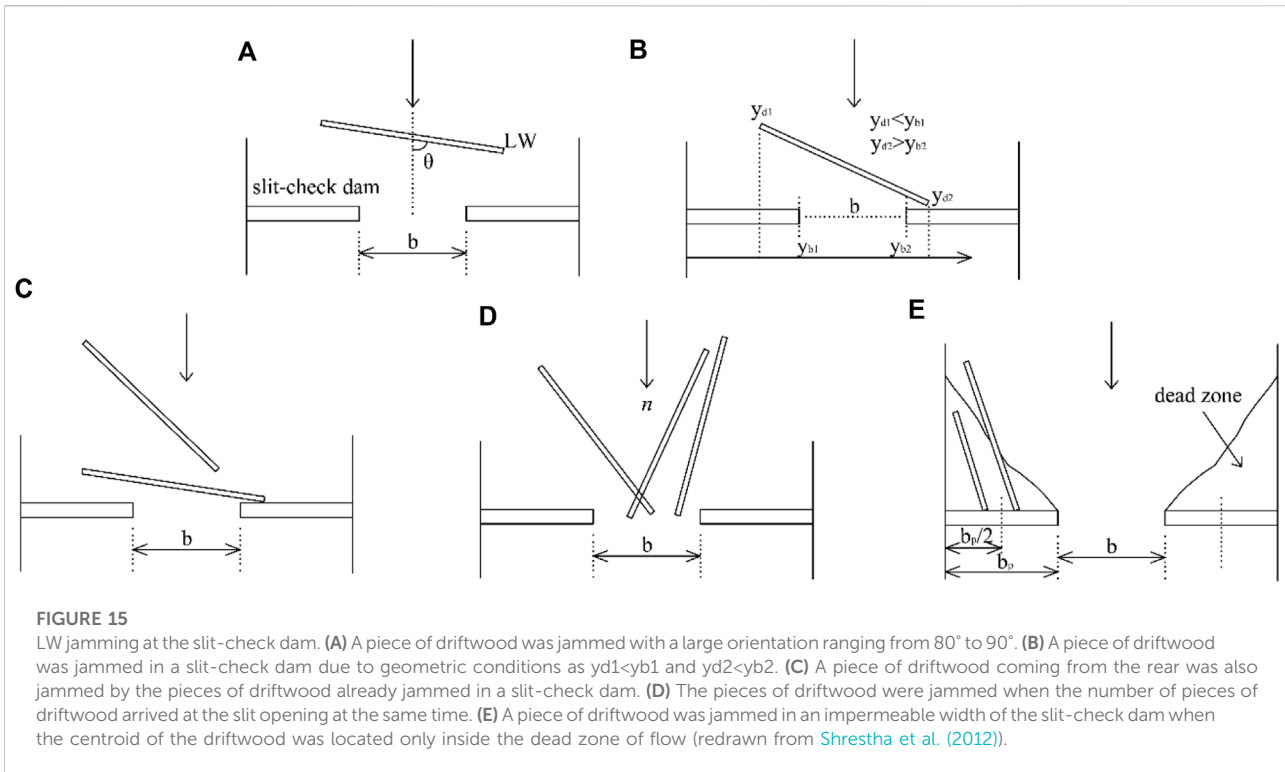 A
LW
θ
slit-check dam
b
B
yd1
yd1<yb1
yd2>yb2
b
yd2
yb1
yb2
C
b
D
n
b
E
dead zone
bp/2
bp
b
FIGURE 15
LW jamming at the slit-check dam. (A) A piece of driftwood was jammed with a large orientation ranging from 80° to 90°. (B) A piece of driftwood
was jammed in a slit-check dam due to geometric conditions as yd1<yb1 and yd2<yb2. (C) A piece of driftwood coming from the rear was also
jammed by the pieces of driftwood already jammed in a slit-check dam. (D) The pieces of driftwood were jammed when the number of pieces of
driftwood arrived at the slit opening at the same time. (E) A piece of driftwood was jammed in an impermeable width of the slit-check dam when
the centroid of the driftwood was located only inside the dead zone of flow (redrawn from Shrestha et al. (2012)).